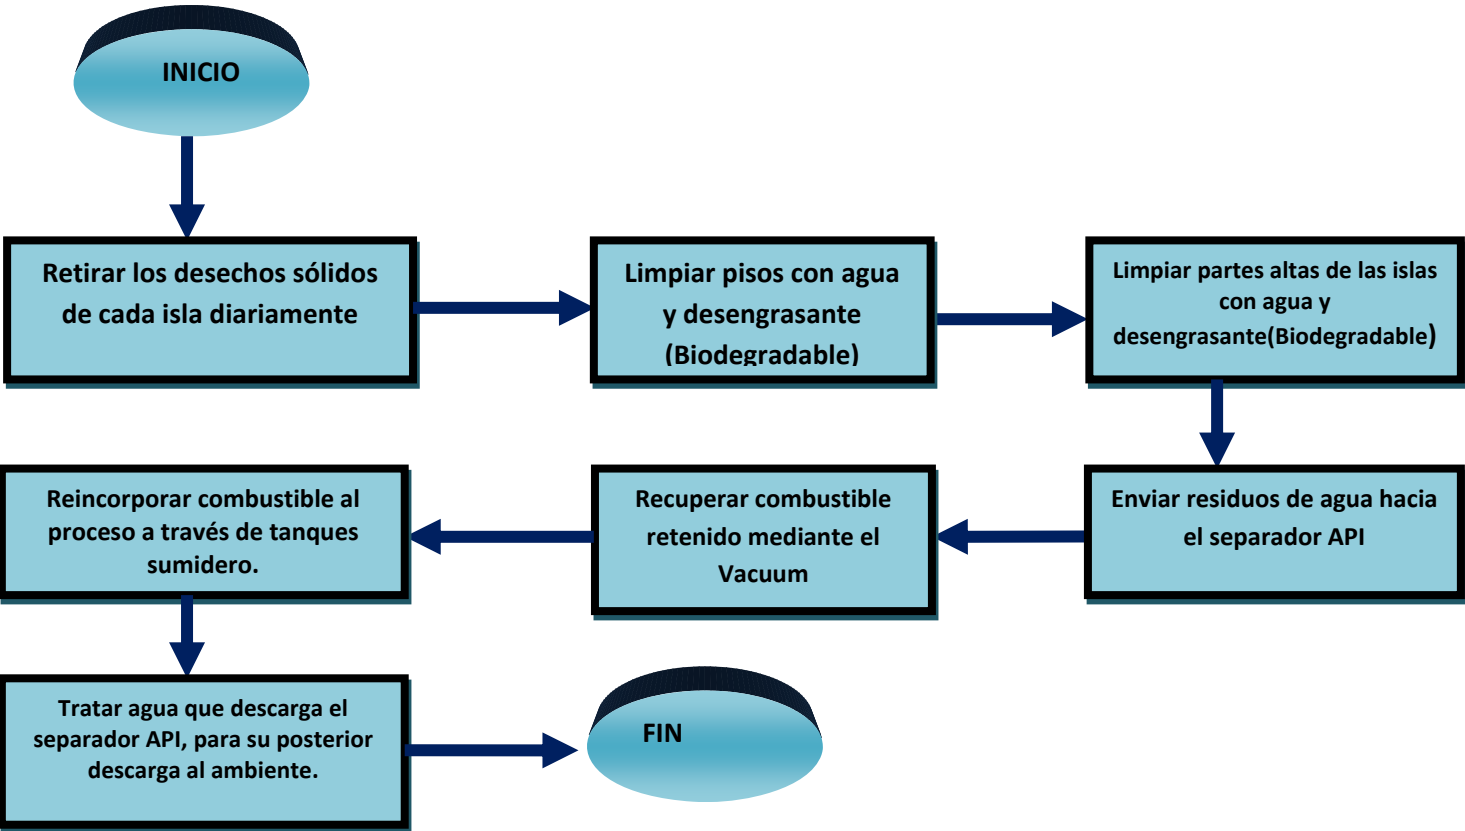 INICIO
Retirar los desechos sólidos
de cada isla diariamente
Limpiar pisos con agua
y desengrasante
(Biodegradable)
Limpiar partes altas de las islas
con agua y
desengrasante(Biodegradable)
Enviar residuos de agua hacia
el separador API
Recuperar combustible
retenido mediante el
Vacuum
Reincorporar combustible al
proceso a través de tanques
sumidero.
Tratar agua que descarga el
separador API, para su posterior
descarga al ambiente.
FIN